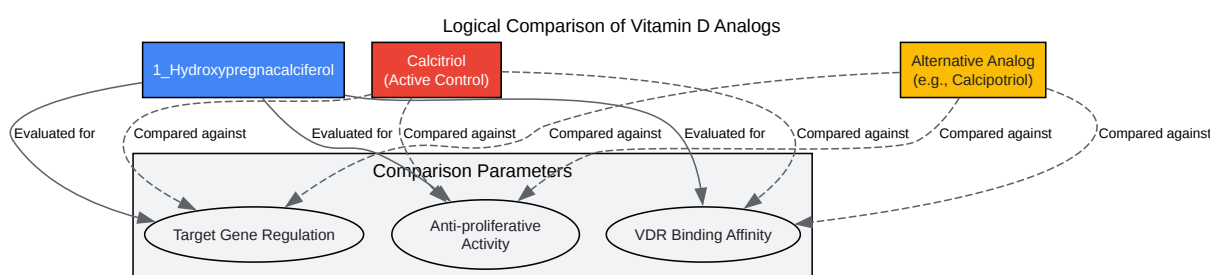 Logical Comparison of Vitamin D Analogs
1_Hydroxypregnacalciferol
Calcitriol
(Active Control)
Alternative Analog
(e.g., Calcipotriol)
Evaluated for
Compared against
Evaluated for
Compared against
Compared against
Evaluated for
Compared against
Compared against
Compared against
Comparison Parameters
Target Gene Regulation
Anti-proliferative
Activity
VDR Binding Affinity